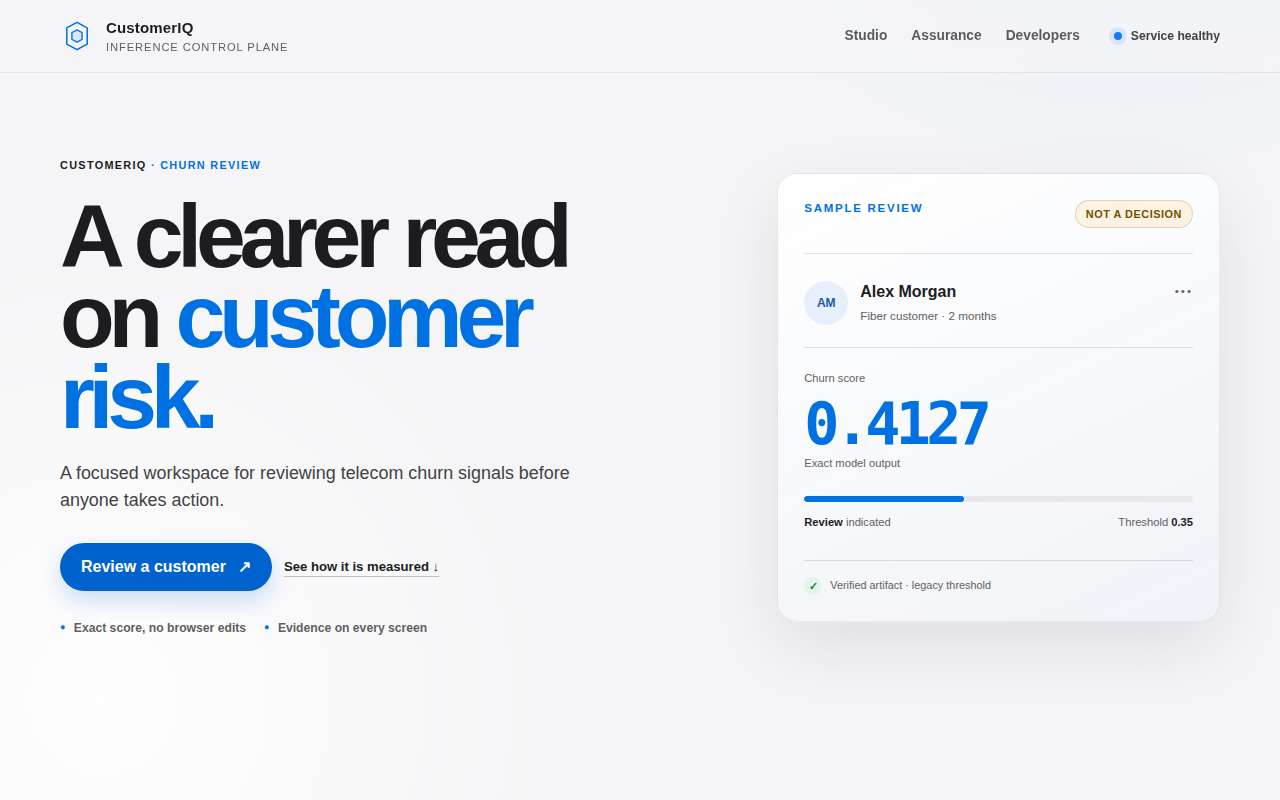 CustomerIQ
INFERENCE CONTROL PLANE
Studio Assurance Developers Service healthy
CUSTOMERIQ · CHURN REVIEW
A clearer read
on customer
risk.
A focused workspace for reviewing telecom churn signals before
anyone takes action.
Review a customer ↗ See how it is measured ↓
• Exact score, no browser edits • Evidence on every screen
SAMPLE REVIEW NOT A DECISION
AM
Alex Morgan •••
Fiber customer · 2 months
Churn score
0.4127
Exact model output
Review indicated Threshold 0.35
✓ Verified artifact · legacy threshold